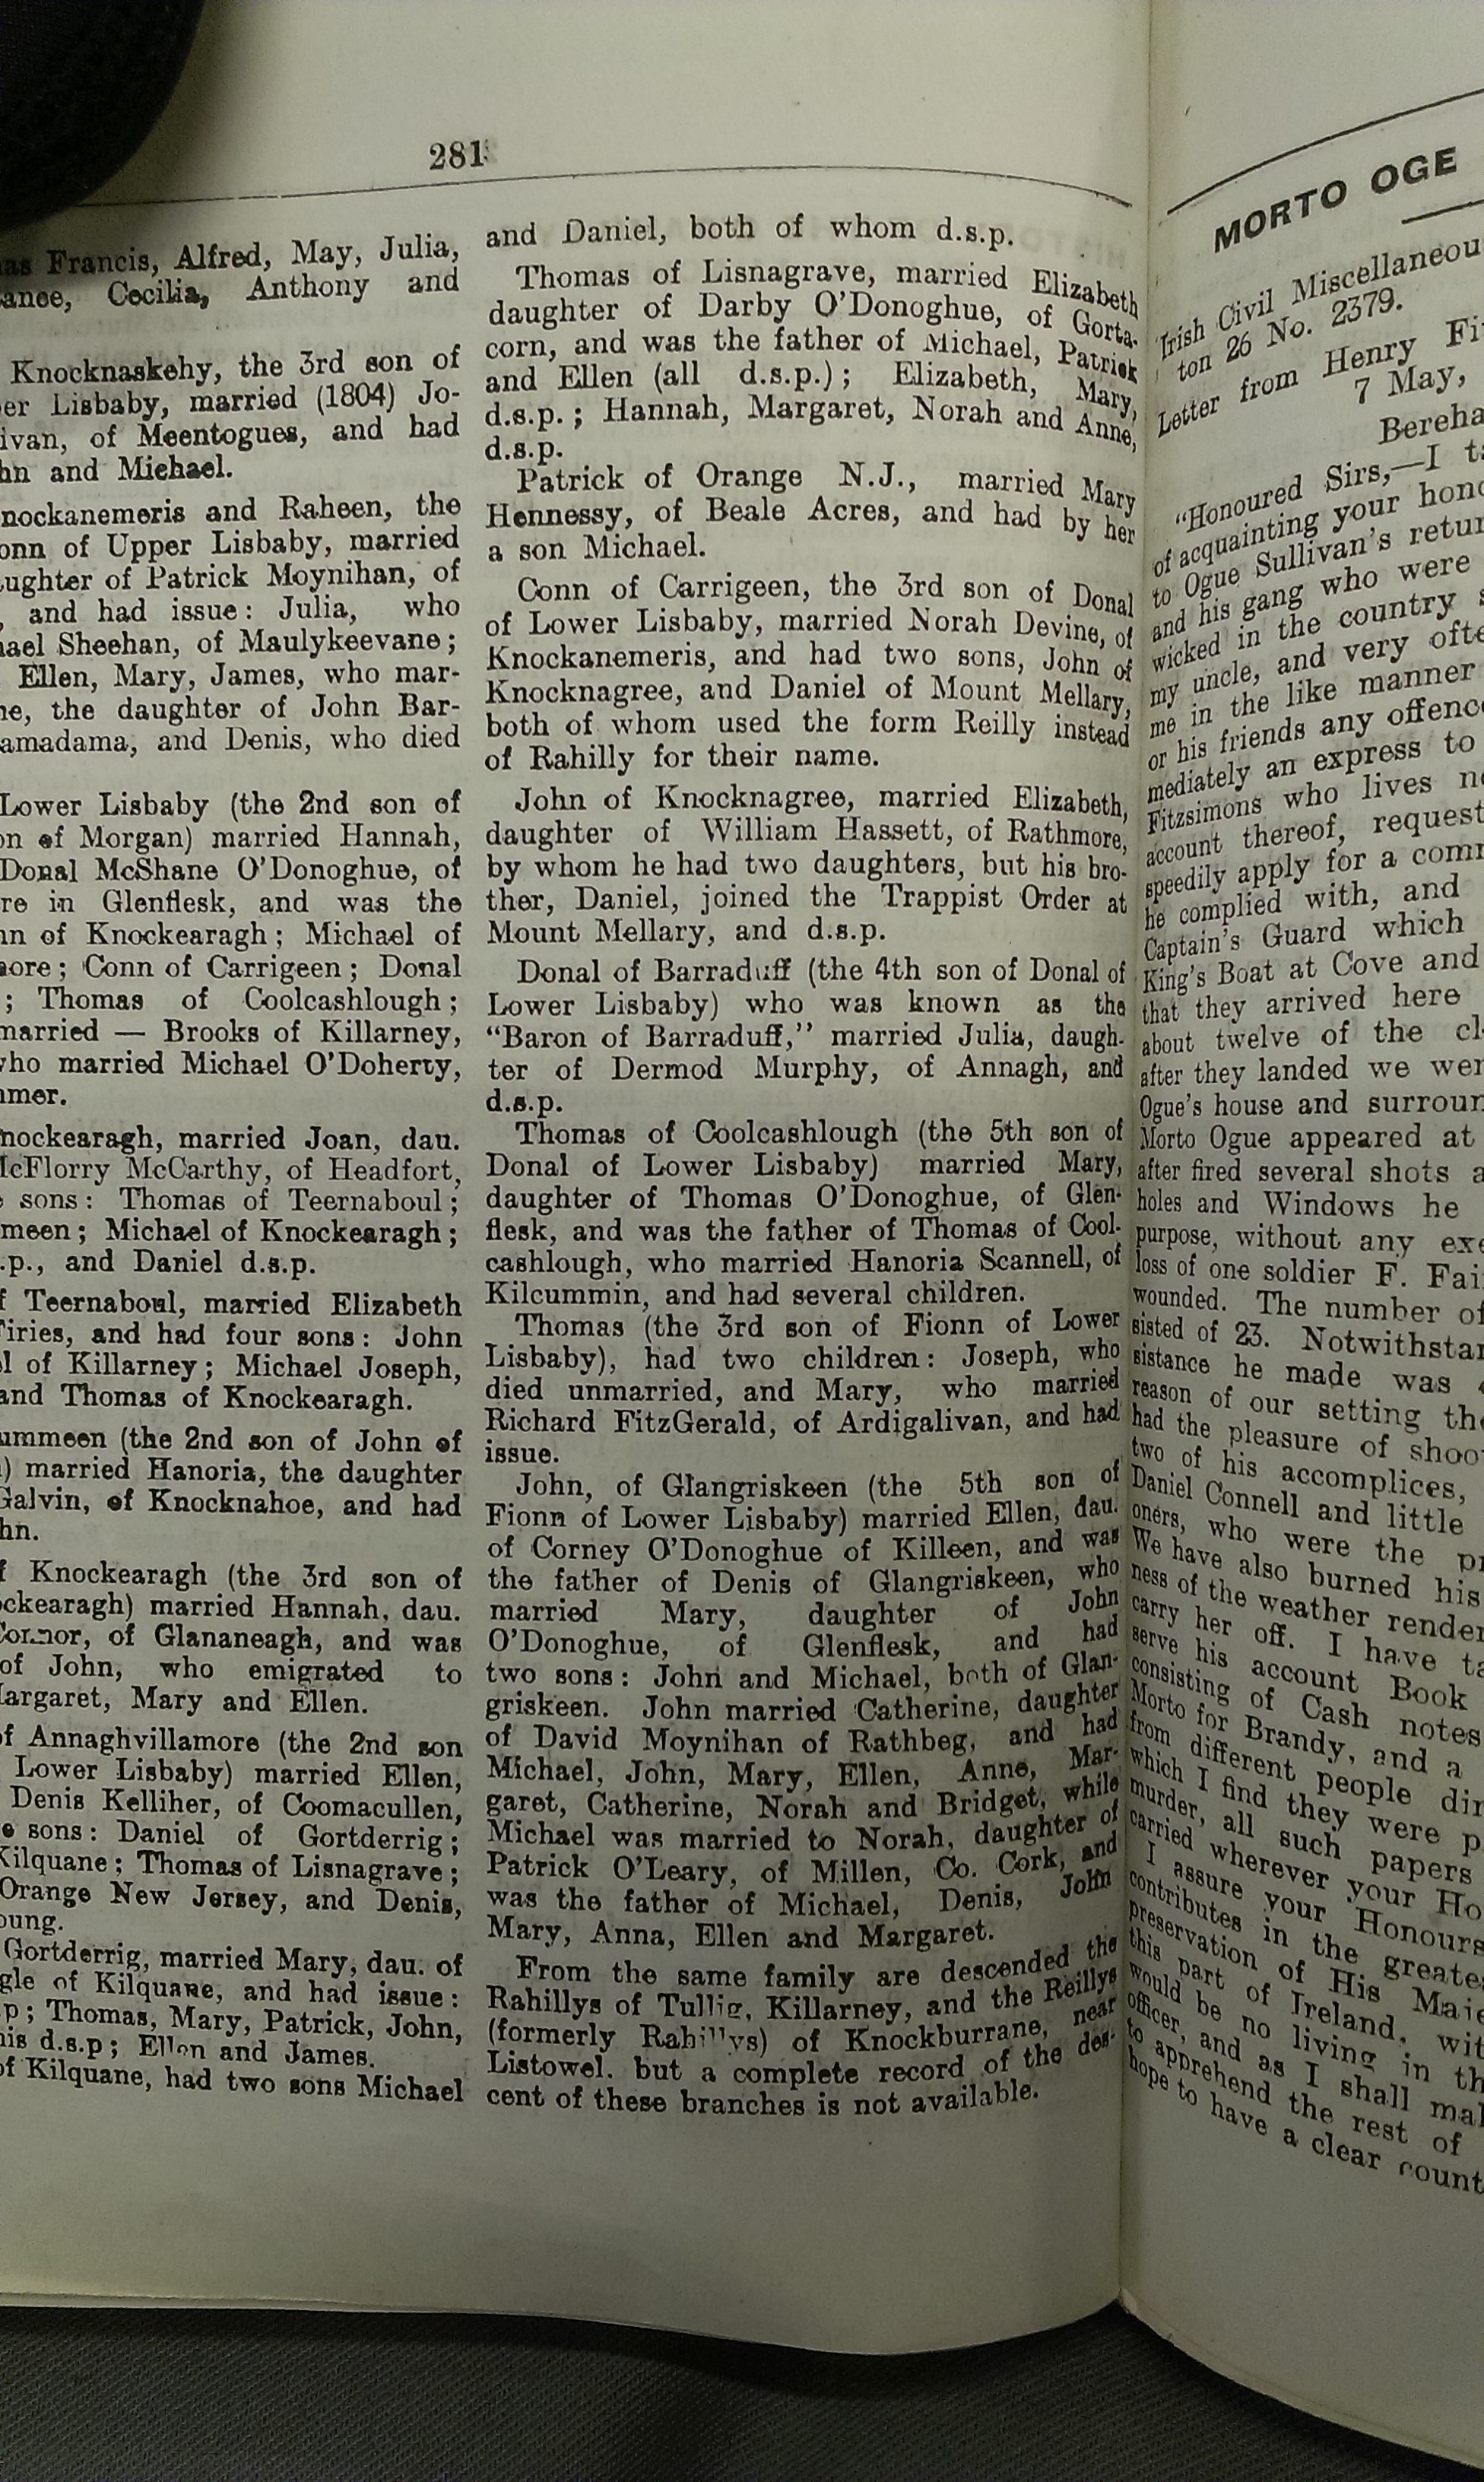 281
Francis, Alfred, May, Julia,
Cecilia, Anthony and
Knocknaskehy, the 3rd son of
er Lisbaby, married (1804) Jo-
ivan, of Meentogues, and had
hn and Michael.
nockanemeris and Raheen, the
onn of Upper Lisbaby, married
aughter of Patrick Moynihan, of
, and had issue: Julia, who
ael Sheehan, of Maulykeevane;
Ellen, Mary, James, who mar-
ne, the daughter of John Bar-
amadama, and Denis, who died
Lower Lisbaby (the 2nd son of
on of Morgan) married Hannah,
Donal McShane O'Donoghue, of
re in Glenflesk, and was the
nn of Knockearagh; Michael of
ore; Conn of Carrigeen; Donal
; Thomas of Coolcashlough;
married — Brooks of Killarney,
who married Michael O'Doherty,
mmer.
nockearagh, married Joan, dau.
McFlorry McCarthy, of Headfort,
e sons: Thomas of Teernaboul;
meen; Michael of Knockearagh;
.p., and Daniel d.s.p.
f Teernaboul, married Elizabeth
Firies, and had four sons: John
l of Killarney; Michael Joseph,
and Thomas of Knockearagh.
ummeen (the 2nd son of John of
) married Hanoria, the daughter
Galvin, of Knocknahoe, and had
hn.
f Knockearagh (the 3rd son of
ockearagh) married Hannah, dau.
Connor, of Glananeagh, and was
of John, who emigrated to
Margaret, Mary and Ellen.
of Annaghvillamore (the 2nd son
Lower Lisbaby) married Ellen,
Denis Kelliher, of Coomacullen,
e sons: Daniel of Gortderrig;
Kilquane; Thomas of Lisnagrave;
Orange New Jersey, and Denis,
oung.
Gortderrig, married Mary, dau. of
gle of Kilquane, and had issue:
p; Thomas, Mary, Patrick, John,
nis d.s.p; Ellen and James.
of Kilquane, had two sons Michael
and Daniel, both of whom d.s.p.
Thomas of Lisnagrave, married Elizabeth
daughter of Darby O'Donoghue, of Gorta-
corn, and was the father of Michael, Patrick
and Ellen (all d.s.p.); Elizabeth, Mary,
d.s.p.; Hannah, Margaret, Norah and Anne,
d.s.p.
Patrick of Orange N.J., married Mary
Hennessy, of Beale Acres, and had by her
a son Michael.
Conn of Carrigeen, the 3rd son of Donal
of Lower Lisbaby, married Norah Devine, of
Knockanemeris, and had two sons, John of
Knocknagree, and Daniel of Mount Mellary,
both of whom used the form Reilly instead
of Rahilly for their name.
John of Knocknagree, married Elizabeth,
daughter of William Hassett, of Rathmore,
by whom he had two daughters, but his bro-
ther, Daniel, joined the Trappist Order at
Mount Mellary, and d.s.p.
Donal of Barraduff (the 4th son of Donal of
Lower Lisbaby) who was known as the
"Baron of Barraduff," married Julia, daugh-
ter of Dermod Murphy, of Annagh, and
d.s.p.
Thomas of Coolcashlough (the 5th son of
Donal of Lower Lisbaby) married Mary,
daughter of Thomas O'Donoghue, of Glen-
flesk, and was the father of Thomas of Cool-
cashlough, who married Hanoria Scannell, of
Kilcummin, and had several children.
Thomas (the 3rd son of Fionn of Lower
Lisbaby), had two children: Joseph, who
died unmarried, and Mary, who married
Richard FitzGerald, of Ardigalivan, and had
issue.
John, of Glangriskeen (the 5th son of
Fionn of Lower Lisbaby) married Ellen, dau.
of Corney O'Donoghue of Killeen, and was
the father of Denis of Glangriskeen, who
married Mary, daughter of John
O'Donoghue, of Glenflesk, and had
two sons: John and Michael, both of Glan-
griskeen. John married Catherine, daughter
of David Moynihan of Rathbeg, and had
Michael, John, Mary, Ellen, Anne, Mar-
garet, Catherine, Norah and Bridget, while
Michael was married to Norah, daughter of
Patrick O'Leary, of Millen, Co. Cork, and
was the father of Michael, Denis, John
Mary, Anna, Ellen and Margaret.
From the same family are descended the
Rahillys of Tullig, Killarney, and the Reillys
(formerly Rahillys) of Knockburrane, near
Listowel. but a complete record of the des-
cent of these branches is not available.
MORTO OGE
Irish Civil Miscellaneou
ton 26 No. 2379.
Letter from Henry Fi
7 May,
Bereha
"Honoured Sirs,—I ta
of acquainting your hono
to Ogue Sullivan's retur
and his gang who were
wicked in the country s
my uncle, and very ofte
me in the like manner
or his friends any offence
mediately an express to
Fitzsimons who lives ne
account thereof, request
speedily apply for a comm
he complied with, and
Captain's Guard which
King's Boat at Cove and
that they arrived here
about twelve of the cl
after they landed we wer
Ogue's house and surroun
Morto Ogue appeared at
after fired several shots a
holes and Windows he
purpose, without any exe
loss of one soldier F. Fai
wounded. The number of
sisted of 23. Notwithstan
sistance he made was
reason of our setting the
had the pleasure of shoo
two of his accomplices,
Daniel Connell and little
oners, who were the pr
We have also burned his
ness of the weather render
carry her off. I have ta
serve his account Book
consisting of Cash notes
Morto for Brandy, and a
from different people dir
which I find they were p
murder, all such papers
carried wherever your Ho
I assure your Honours
contributes in the greates
preservation of His Maje
this part of Ireland, wit
would be no living in th
officer, and as I shall mak
to apprehend the rest of
hope to have a clear count